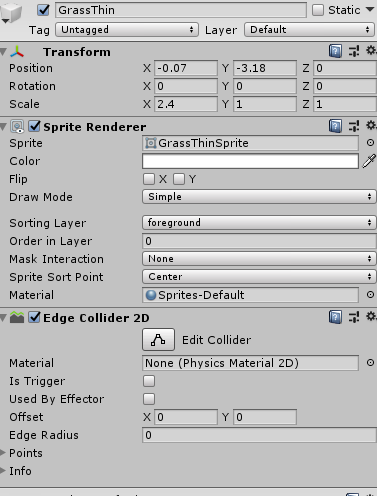 GrassThin Static
Tag Untagged Layer Default
Transform
Position X -0.07 Y -3.18 Z 0
Rotation X 0 Y 0 Z 0
Scale X 2.4 Y 1 Z 1
Sprite Renderer
Sprite GrassThinSprite
Color
Flip X Y
Draw Mode Simple
Sorting Layer foreground
Order in Layer 0
Mask Interaction None
Sprite Sort Point Center
Material Sprites-Default
Edge Collider 2D
Edit Collider
Material None (Physics Material 2D)
Is Trigger
Used By Effector
Offset X 0 Y 0
Edge Radius 0
Points
Info